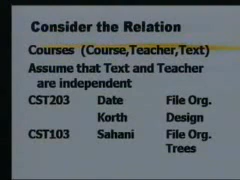 Consider the Relation
Courses (Course,Teacher,Text)
Assume that Text and Teacher
are independent
CST203 Date File Org.
Korth Design
CST103 Sahani File Org.
Trees